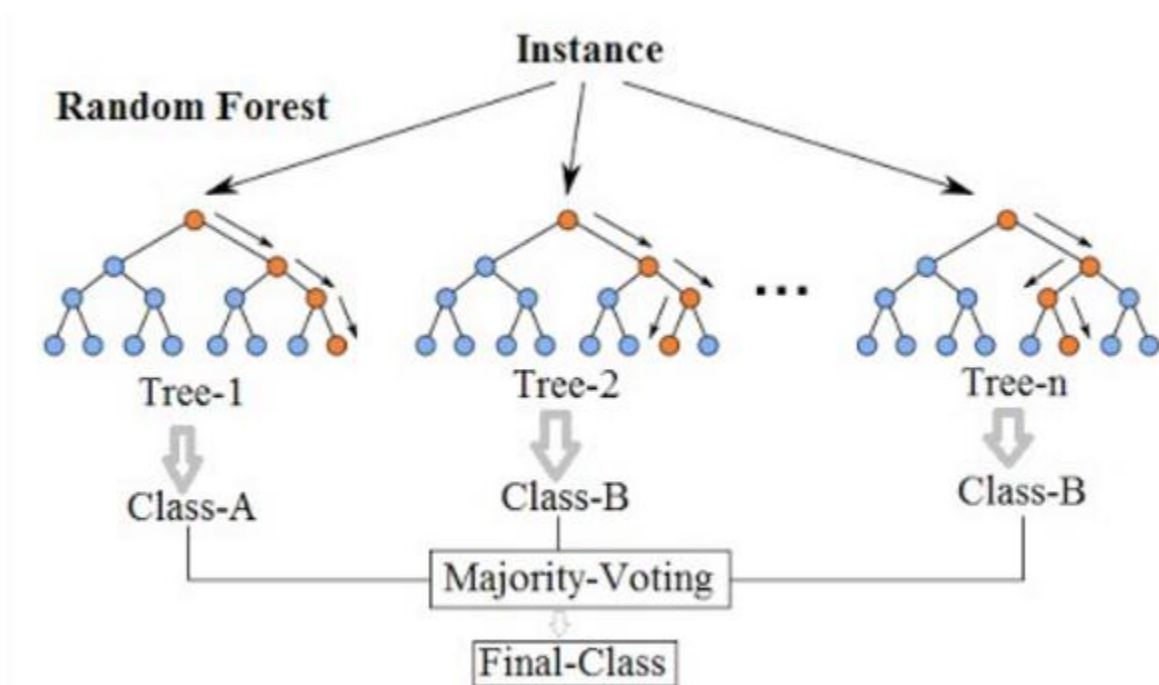 Instance
Random Forest
...
Tree-1
Tree-2
Tree-n
Class-A
Class-B
Class-B
Majority-Voting
Final-Class